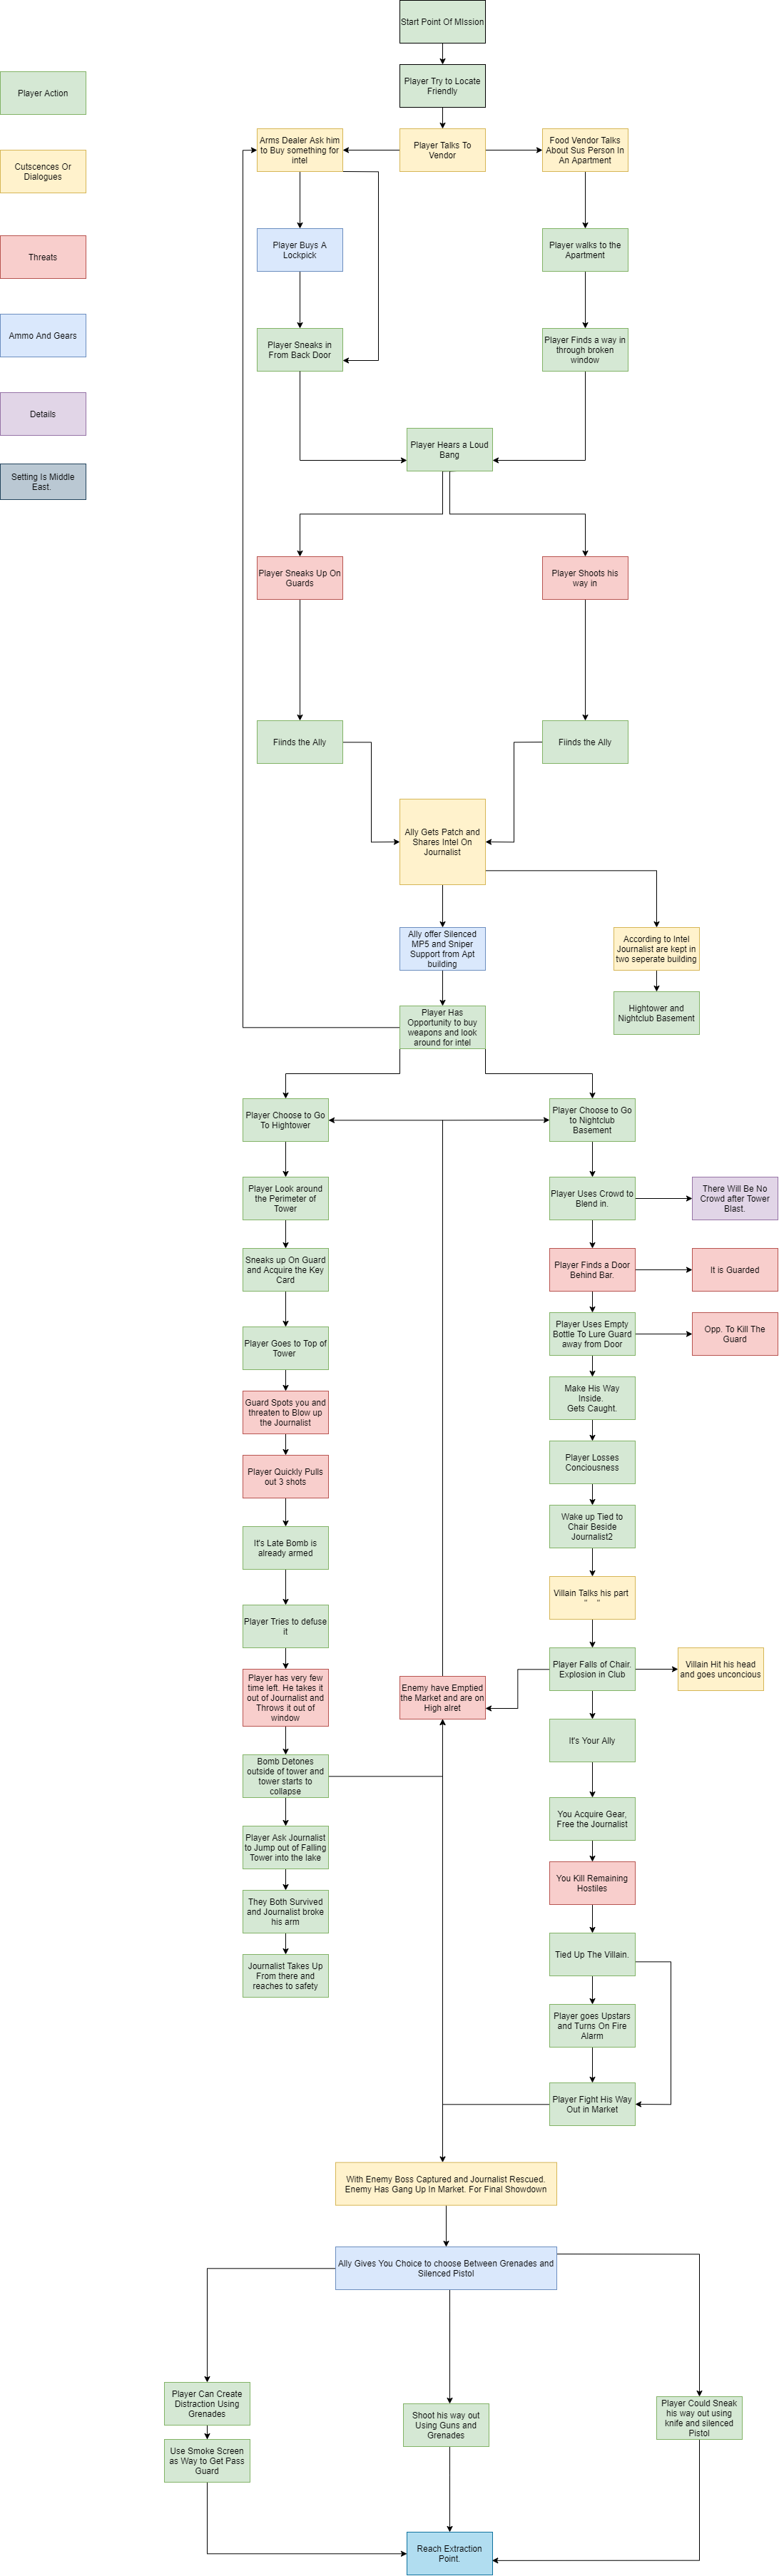 Start Point Of MIssion
Player Try to Locate
Friendly
Player Action
Cutscences Or
Dialogues
Threats
Ammo And Gears
Details
Setting Is Middle
East.
Arms Dealer Ask him
to Buy something for
intel
Player Talks To
Vendor
Food Vendor Talks
About Sus Person In
An Apartment
Player Buys A
Lockpick
Player walks to the
Apartment
Player Sneaks in
From Back Door
Player Finds a way in
through broken
window
Player Hears a Loud
Bang
Player Sneaks Up On
Guards
Player Shoots his
way in
Fiinds the Ally
Fiinds the Ally
Ally Gets Patch and
Shares Intel On
Journalist
Ally offer Silenced
MP5 and Sniper
Support from Apt
building
According to Intel
Journalist are kept in
two seperate building
Player Has
Opportunity to buy
weapons and look
around for intel
Hightower and
Nightclub Basement
Player Choose to Go
To Hightower
Player Look around
the Perimeter of
Tower
Sneaks up On Guard
and Acquire the Key
Card
Player Goes to Top of
Tower
Guard Spots you and
threaten to Blow up
the Journalist
Player Quickly Pulls
out 3 shots
It's Late Bomb is
already armed
Player Tries to defuse
it
Player has very few
time left. He takes it
out of Journalist and
Throws it out of
window
Bomb Detones
outside of tower and
tower starts to
collapse
Player Ask Journalist
to Jump out of Falling
Tower into the lake
They Both Survived
and Journalist broke
his arm
Journalist Takes Up
From there and
reaches to safety
Enemy have Emptied
the Market and are on
High alret
Player Choose to Go
to Nightclub
Basement
Player Uses Crowd to
Blend in.
There Will Be No
Crowd after Tower
Blast.
Player Finds a Door
Behind Bar.
It is Guarded
Player Uses Empty
Bottle To Lure Guard
away from Door
Opp. To Kill The
Guard
Make His Way
Inside.
Gets Caught.
Player Losses
Conciousness
Wake up Tied to
Chair Beside
Journalist2
Villain Talks his part
" "
Player Falls of Chair.
Explosion in Club
Villain Hit his head
and goes unconcious
It's Your Ally
You Acquire Gear,
Free the Journalist
You Kill Remaining
Hostiles
Tied Up The Villain.
Player goes Upstars
and Turns On Fire
Alarm
Player Fight His Way
Out in Market
With Enemy Boss Captured and Journalist Rescued.
Enemy Has Gang Up In Market. For Final Showdown
Ally Gives You Choice to choose Between Grenades and
Silenced Pistol
Player Can Create
Distraction Using
Grenades
Use Smoke Screen
as Way to Get Pass
Guard
Shoot his way out
Using Guns and
Grenades
Player Could Sneak
his way out using
knife and silenced
Pistol
Reach Extraction
Point.